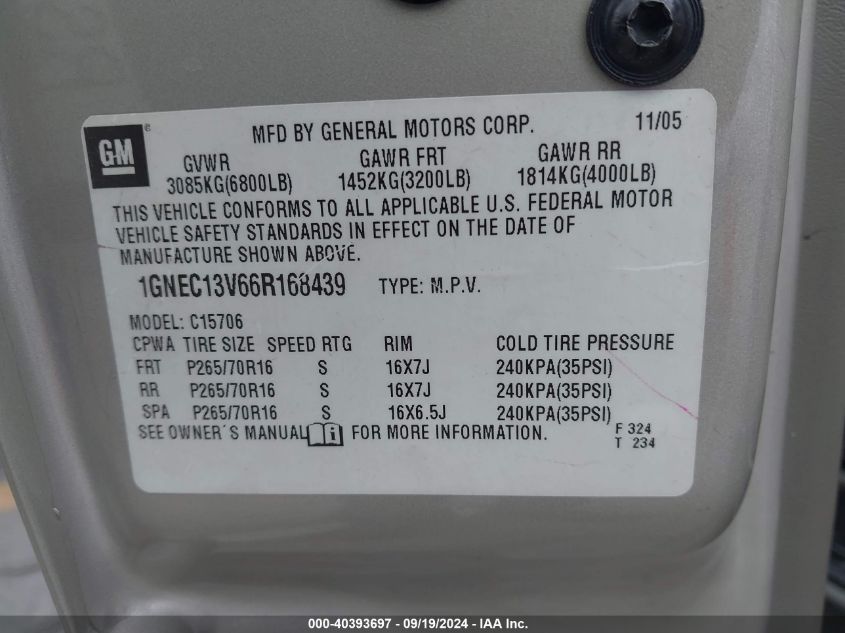 GM ® MFD BY GENERAL MOTORS CORP. 11/05
GVWR GAWR FRT GAWR RR
3085KG(6800LB) 1452KG(3200LB) 1814KG(4000LB)
THIS VEHICLE CONFORMS TO ALL APPLICABLE U.S. FEDERAL MOTOR
VEHICLE SAFETY STANDARDS IN EFFECT ON THE DATE OF
MANUFACTURE SHOWN ABOVE.
1GNEC13V66R168439 TYPE: M.P.V.
MODEL: C15706
CPWA TIRE SIZE SPEED RTG RIM COLD TIRE PRESSURE
FRT P265/70R16 S 16X7J 240KPA(35PSI)
RR P265/70R16 S 16X7J 240KPA(35PSI)
SPA P265/70R16 S 16X6.5J 240KPA(35PSI)
SEE OWNER'S MANUAL i FOR MORE INFORMATION. F 324
T 234
000-40393697 - 09/19/2024 - IAA Inc.